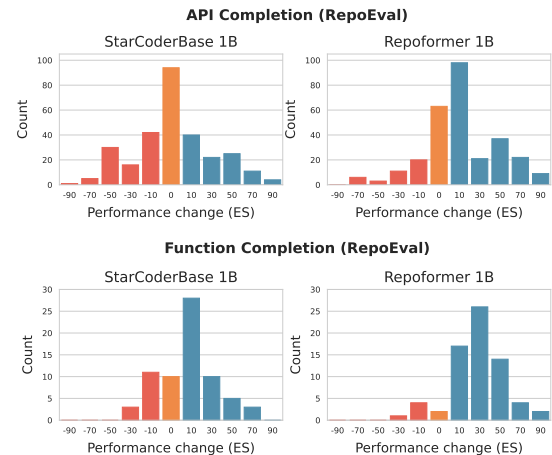 API Completion (RepoEval)
StarCoderBase 1B
Repoformer 1B
Count
100
80
60
40
20
0
-90 -70 -50 -30 -10 0 10 30 50 70 90
Performance change (ES)
Count
100
80
60
40
20
0
-90 -70 -50 -30 -10 0 10 30 50 70 90
Performance change (ES)
Function Completion (RepoEval)
StarCoderBase 1B
Repoformer 1B
Count
30
25
20
15
10
5
0
-90 -70 -50 -30 -10 0 10 30 50 70 90
Performance change (ES)
Count
30
25
20
15
10
5
0
-90 -70 -50 -30 -10 0 10 30 50 70 90
Performance change (ES)